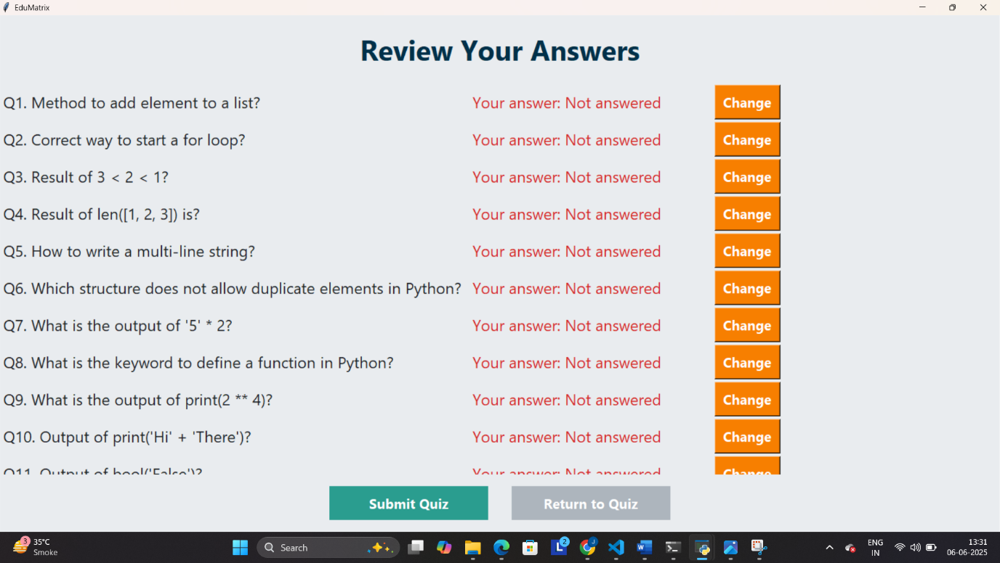 EduMatrix
Review Your Answers
Q1. Method to add element to a list? Your answer: Not answered Change
Q2. Correct way to start a for loop? Your answer: Not answered Change
Q3. Result of 3 < 2 < 1? Your answer: Not answered Change
Q4. Result of len([1, 2, 3]) is? Your answer: Not answered Change
Q5. How to write a multi-line string? Your answer: Not answered Change
Q6. Which structure does not allow duplicate elements in Python? Your answer: Not answered Change
Q7. What is the output of '5' * 2? Your answer: Not answered Change
Q8. What is the keyword to define a function in Python? Your answer: Not answered Change
Q9. What is the output of print(2 ** 4)? Your answer: Not answered Change
Q10. Output of print('Hi' + 'There')? Your answer: Not answered Change
Q11. Output of bool('False')? Your answer: Not answered Change
Submit Quiz Return to Quiz
3 35°C Search 2 J ENG 13:31
Smoke IN 06-06-2025